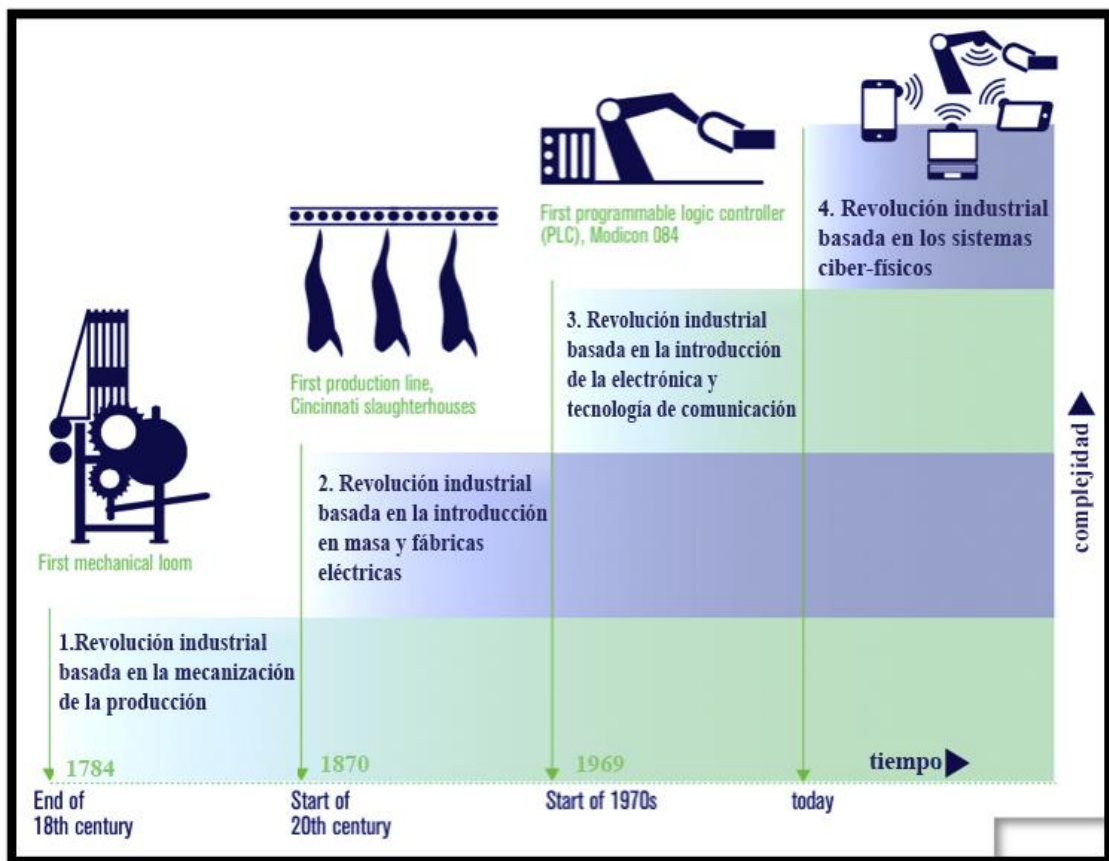 First mechanical loom
1.Revolución industrial
basada en la mecanización
de la producción
1784
End of
18th century
First production line,
Cincinnati slaughterhouses
2. Revolución industrial
basada en la introducción
en masa y fábricas
eléctricas
1870
Start of
20th century
First programmable logic controller
(PLC), Modicon 084
3. Revolución industrial
basada en la introducción
de la electrónica y
tecnología de comunicación
1969
Start of 1970s
4. Revolución industrial
basada en los sistemas
ciber-físicos
today
tiempo
complejidad